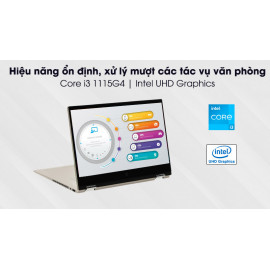 Hiệu năng ổn định, xử lý mượt các tác vụ văn phòng
Core i3 1115G4 | Intel UHD Graphics
intel
CORE
i3
intel
UHD Graphics